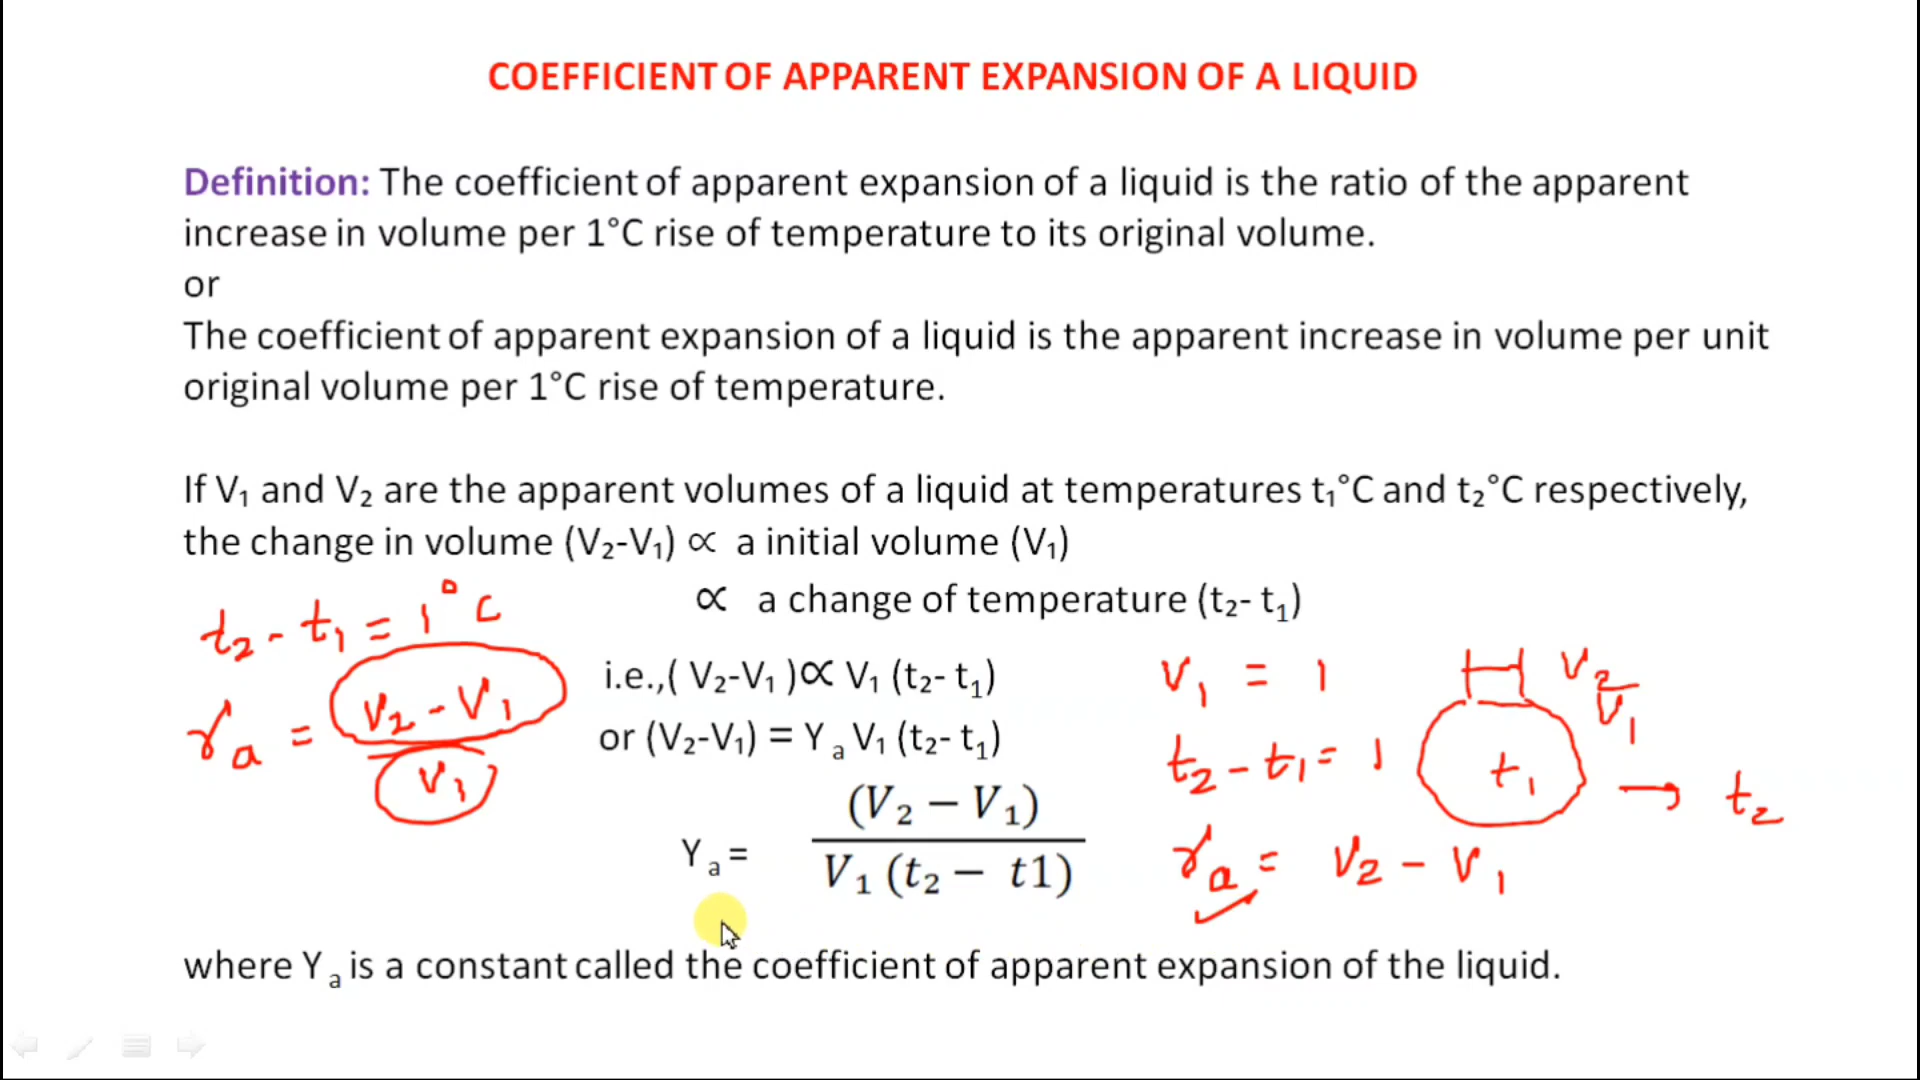 COEFFICIENT OF APPARENT EXPANSION OF A LIQUID
Definition: The coefficient of apparent expansion of a liquid is the ratio of the apparent
increase in volume per 1°C rise of temperature to its original volume.
or
The coefficient of apparent expansion of a liquid is the apparent increase in volume per unit
original volume per 1°C rise of temperature.
If V₁ and V₂ are the apparent volumes of a liquid at temperatures t₁°C and t₂°C respectively,
the change in volume (V₂-V₁) ∝ a initial volume (V₁)
∝ a change of temperature (t₂- t₁)
t₂ - t₁ = 1°C
i.e.,( V₂-V₁ )∝ V₁ (t₂- t₁)
or (V₂-V₁) = Y ₐ V₁ (t₂- t₁)
Y ₐ = (V₂ − V₁) / V₁ (t₂ − t1)
γₐ = V₂ - V₁ / V₁
V₁ = 1
t₂ - t₁ = 1
γₐ = V₂ - V₁
V₂
V₁
t₁ → t₂
where Y ₐ is a constant called the coefficient of apparent expansion of the liquid.